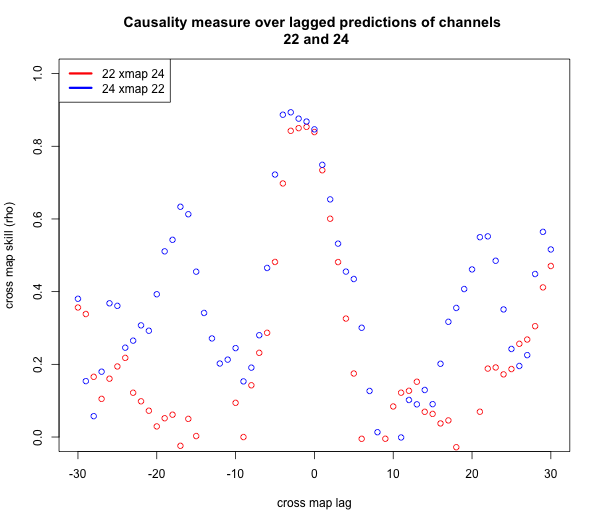 Causality measure over lagged predictions of channels
22 and 24
22 xmap 24
24 xmap 22
cross map skill (rho)
1.0
0.8
0.6
0.4
0.2
0.0
-30 -20 -10 0 10 20 30
cross map lag